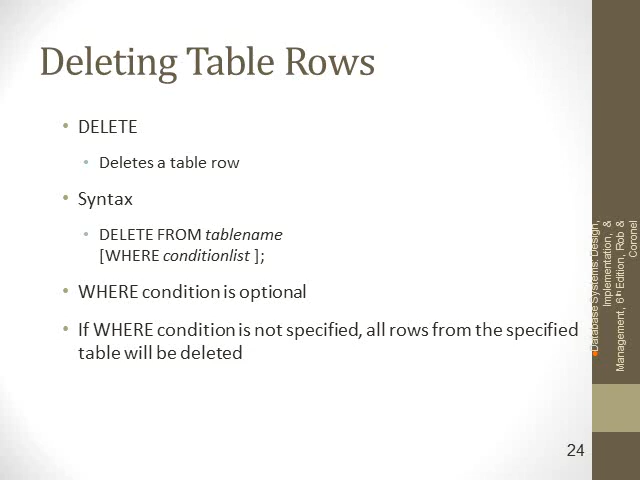 Deleting Table Rows
• DELETE
• Deletes a table row
• Syntax
• DELETE FROM tablename
[WHERE conditionlist ];
• WHERE condition is optional
• If WHERE condition is not specified, all rows from the specified
table will be deleted
Database Systems: Design,
Implementation, &
Management, 6th Edition, Rob &
Coronel
24